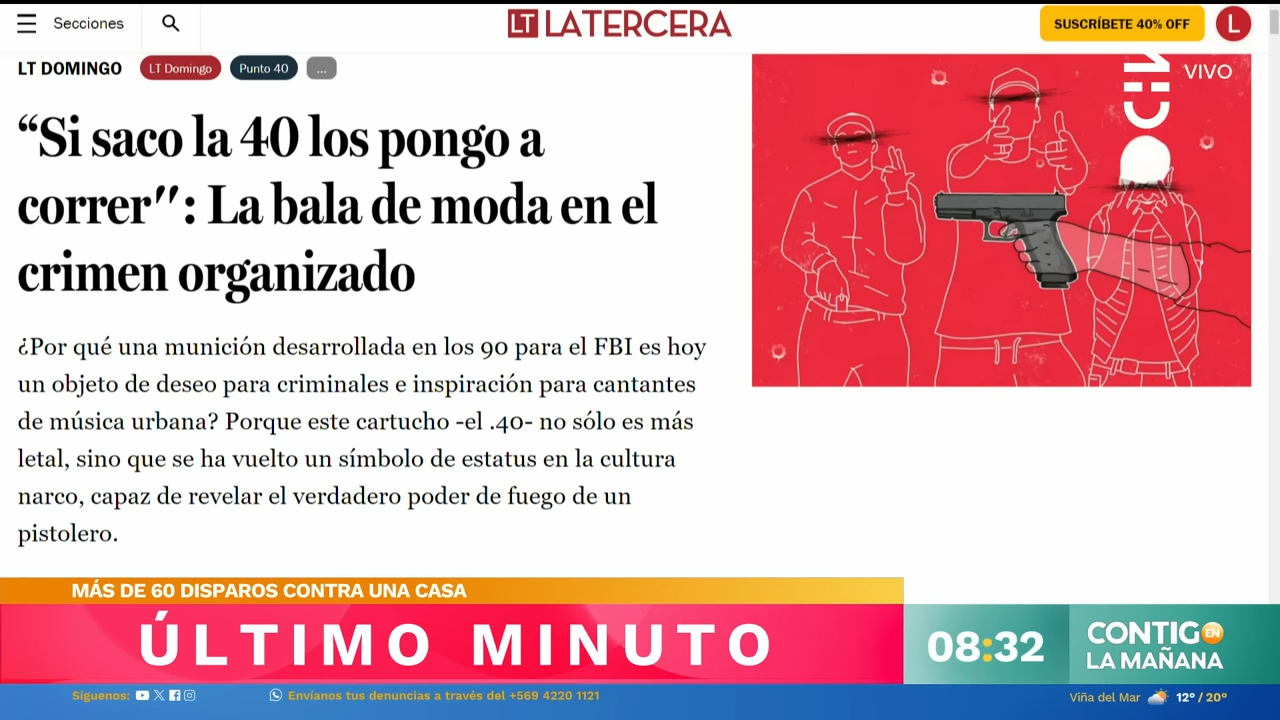 Secciones
LT LATERCERA
SUSCRÍBETE 40% OFF
L
LT DOMINGO
LT Domingo
Punto 40
...
CHV
VIVO
“Si saco la 40 los pongo a
correr": La bala de moda en el
crimen organizado
¿Por qué una munición desarrollada en los 90 para el FBI es hoy
un objeto de deseo para criminales e inspiración para cantantes
de música urbana? Porque este cartucho -el .40- no sólo es más
letal, sino que se ha vuelto un símbolo de estatus en la cultura
narco, capaz de revelar el verdadero poder de fuego de un
pistolero.
MÁS DE 60 DISPAROS CONTRA UNA CASA
ÚLTIMO MINUTO
08:32
CONTIGO EN
LA MAÑANA
Síguenos:
Envíanos tus denuncias a través del +569 4220 1121
Viña del Mar
12° / 20°